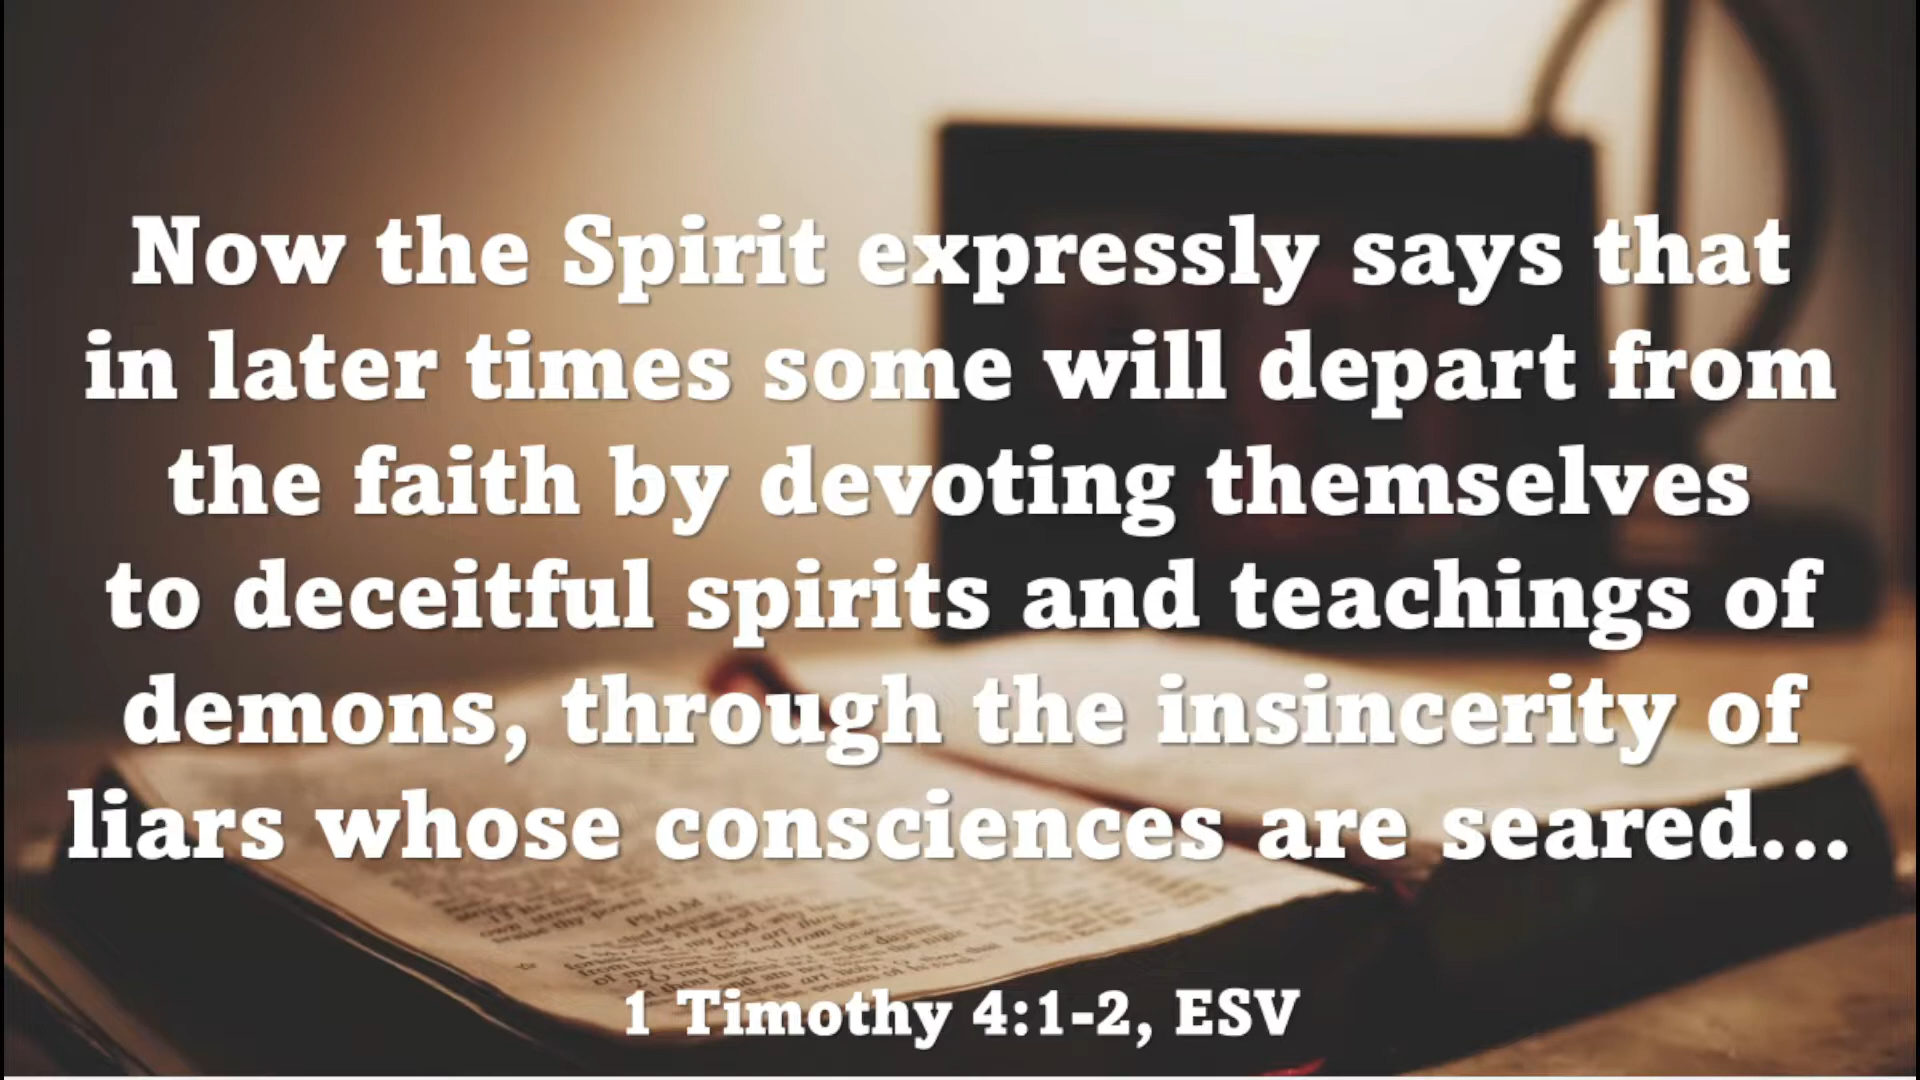 Now the Spirit expressly says that
in later times some will depart from
the faith by devoting themselves
to deceitful spirits and teachings of
demons, through the insincerity of
liars whose consciences are seared...
PSALM
1 Timothy 4:1-2, ESV